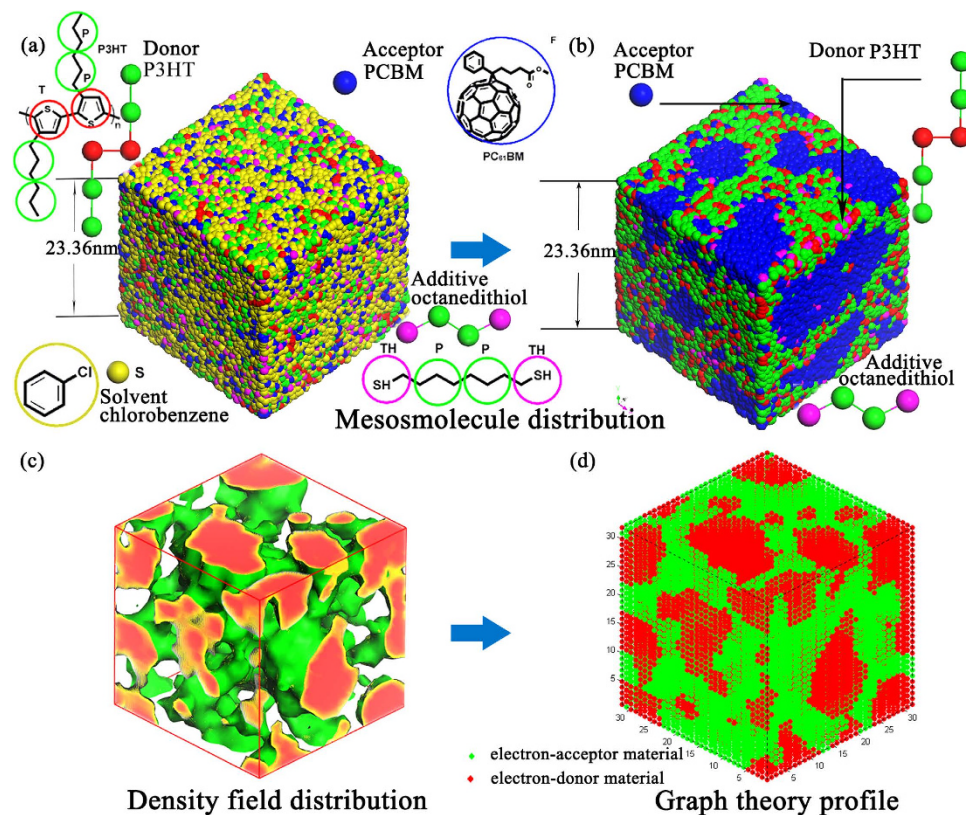 (a)
P3HT
P
P
T
S
S
n
Donor
P3HT
Acceptor
PCBM
F
O
O
PC₆₁BM
(b)
Acceptor
PCBM
Donor P3HT
23.36nm
23.36nm
Cl
S
Solvent
chlorobenzene
Additive
octanedithiol
TH
P
P
TH
SH
SH
Additive
octanedithiol
Mesosmolecule distribution
(c)
(d)
30
25
20
15
10
5
30
25
20
15
10
5
5
10
15
20
25
30
electron-acceptor material
electron-donor material
Density field distribution
Graph theory profile